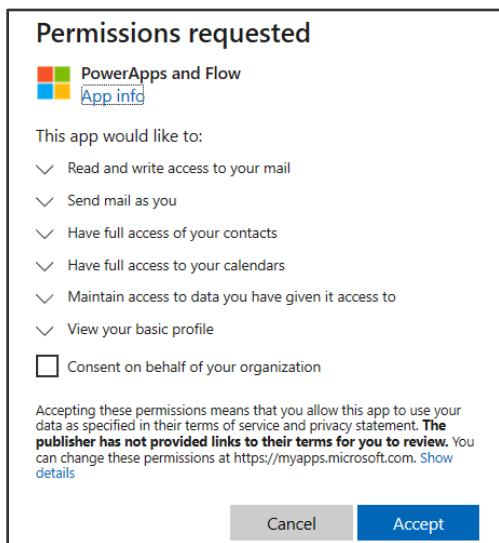 Permissions requested
PowerApps and Flow
App info
This app would like to:
Read and write access to your mail
Send mail as you
Have full access of your contacts
Have full access to your calendars
Maintain access to data you have given it access to
View your basic profile
Consent on behalf of your organization
Accepting these permissions means that you allow this app to use your
data as specified in their terms of service and privacy statement. The
publisher has not provided links to their terms for you to review. You
can change these permissions at https://myapps.microsoft.com. Show
details
Cancel
Accept